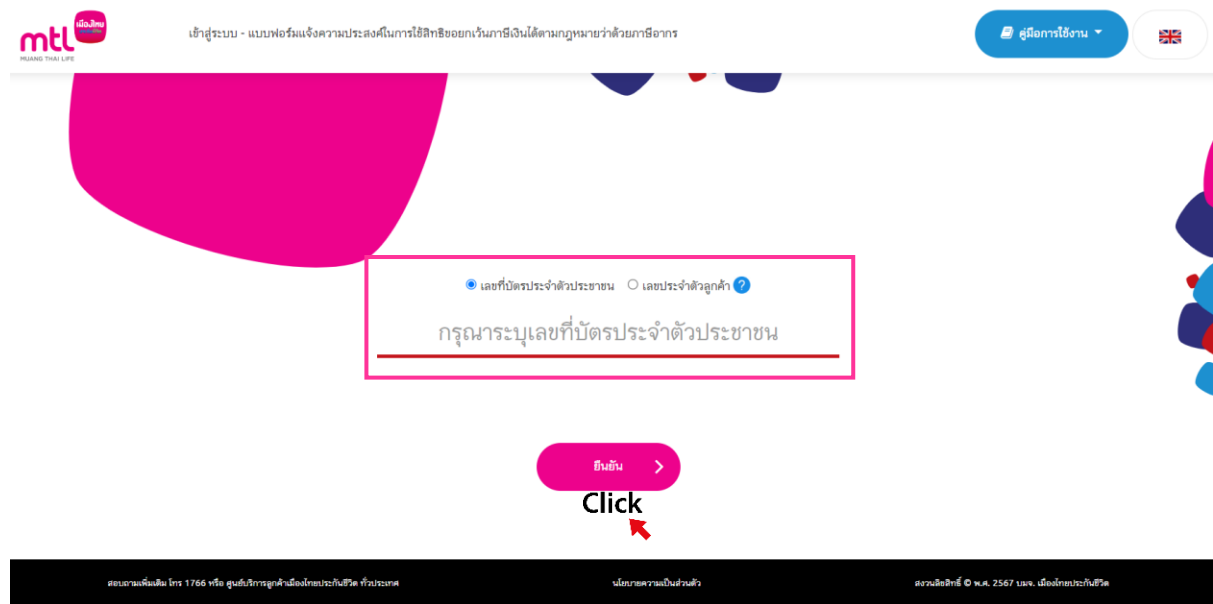 mtl
เมืองไทย
MUANG THAI LIFE
เข้าสู่ระบบ - แบบฟอร์มแจ้งความประสงค์ในการใช้สิทธิขอยกเว้นภาษีเงินได้ตามกฎหมายว่าด้วยภาษีอากร
คู่มือการใช้งาน
เลขที่บัตรประจำตัวประชาชน เลขประจำตัวลูกค้า ?
กรุณาระบุเลขที่บัตรประจำตัวประชาชน
ยืนยัน
Click
สอบถามเพิ่มเติม โทร 1766 หรือ ศูนย์บริการลูกค้าเมืองไทยประกันชีวิต ทั่วประเทศ
นโยบายความเป็นส่วนตัว
สงวนลิขสิทธิ์ © พ.ศ. 2567 บมจ. เมืองไทยประกันชีวิต